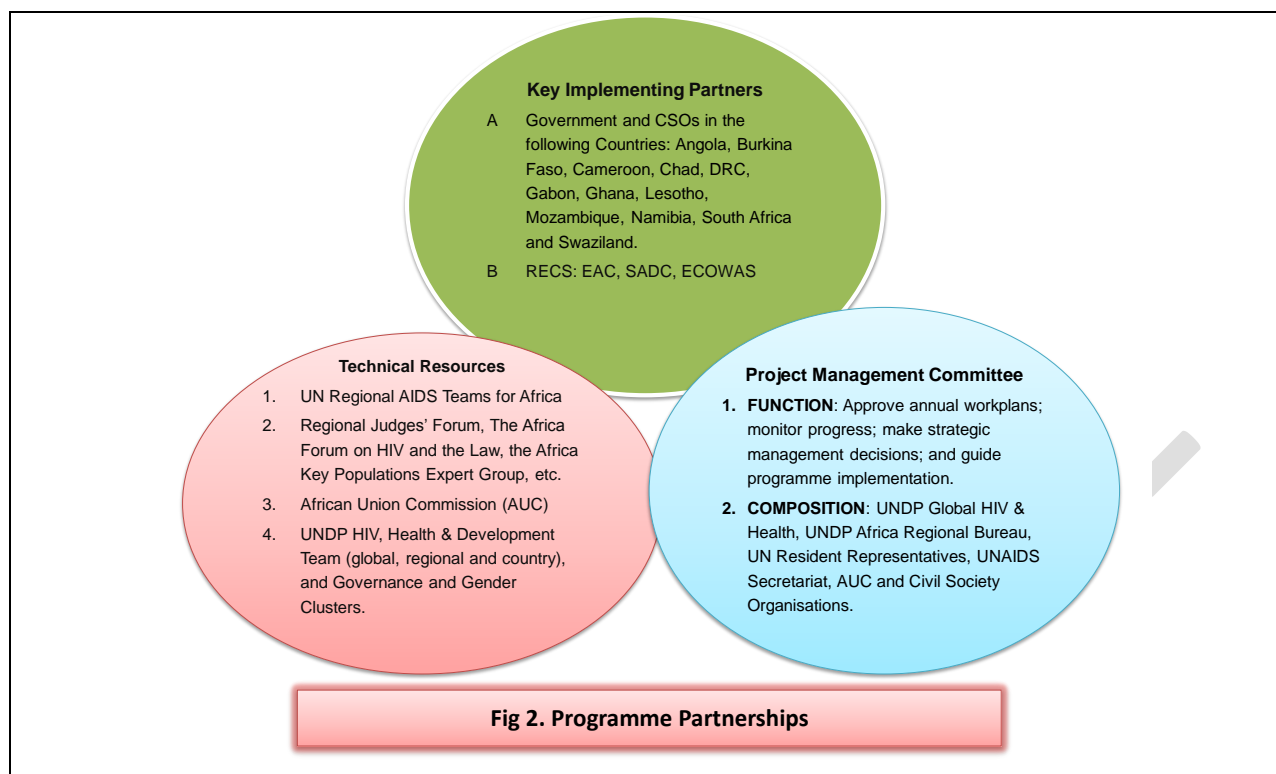 Key Implementing Partners
A Government and CSOs in the
following Countries: Angola, Burkina
Faso, Cameroon, Chad, DRC,
Gabon, Ghana, Lesotho,
Mozambique, Namibia, South Africa
and Swaziland.
B RECS: EAC, SADC, ECOWAS
Technical Resources
1. UN Regional AIDS Teams for Africa
2. Regional Judges’ Forum, The Africa
Forum on HIV and the Law, the Africa
Key Populations Expert Group, etc.
3. African Union Commission (AUC)
4. UNDP HIV, Health & Development
Team (global, regional and country),
and Governance and Gender
Clusters.
Project Management Committee
1. FUNCTION: Approve annual workplans;
monitor progress; make strategic
management decisions; and guide
programme implementation.
2. COMPOSITION: UNDP Global HIV &
Health, UNDP Africa Regional Bureau,
UN Resident Representatives, UNAIDS
Secretariat, AUC and Civil Society
Organisations.
Fig 2. Programme Partnerships